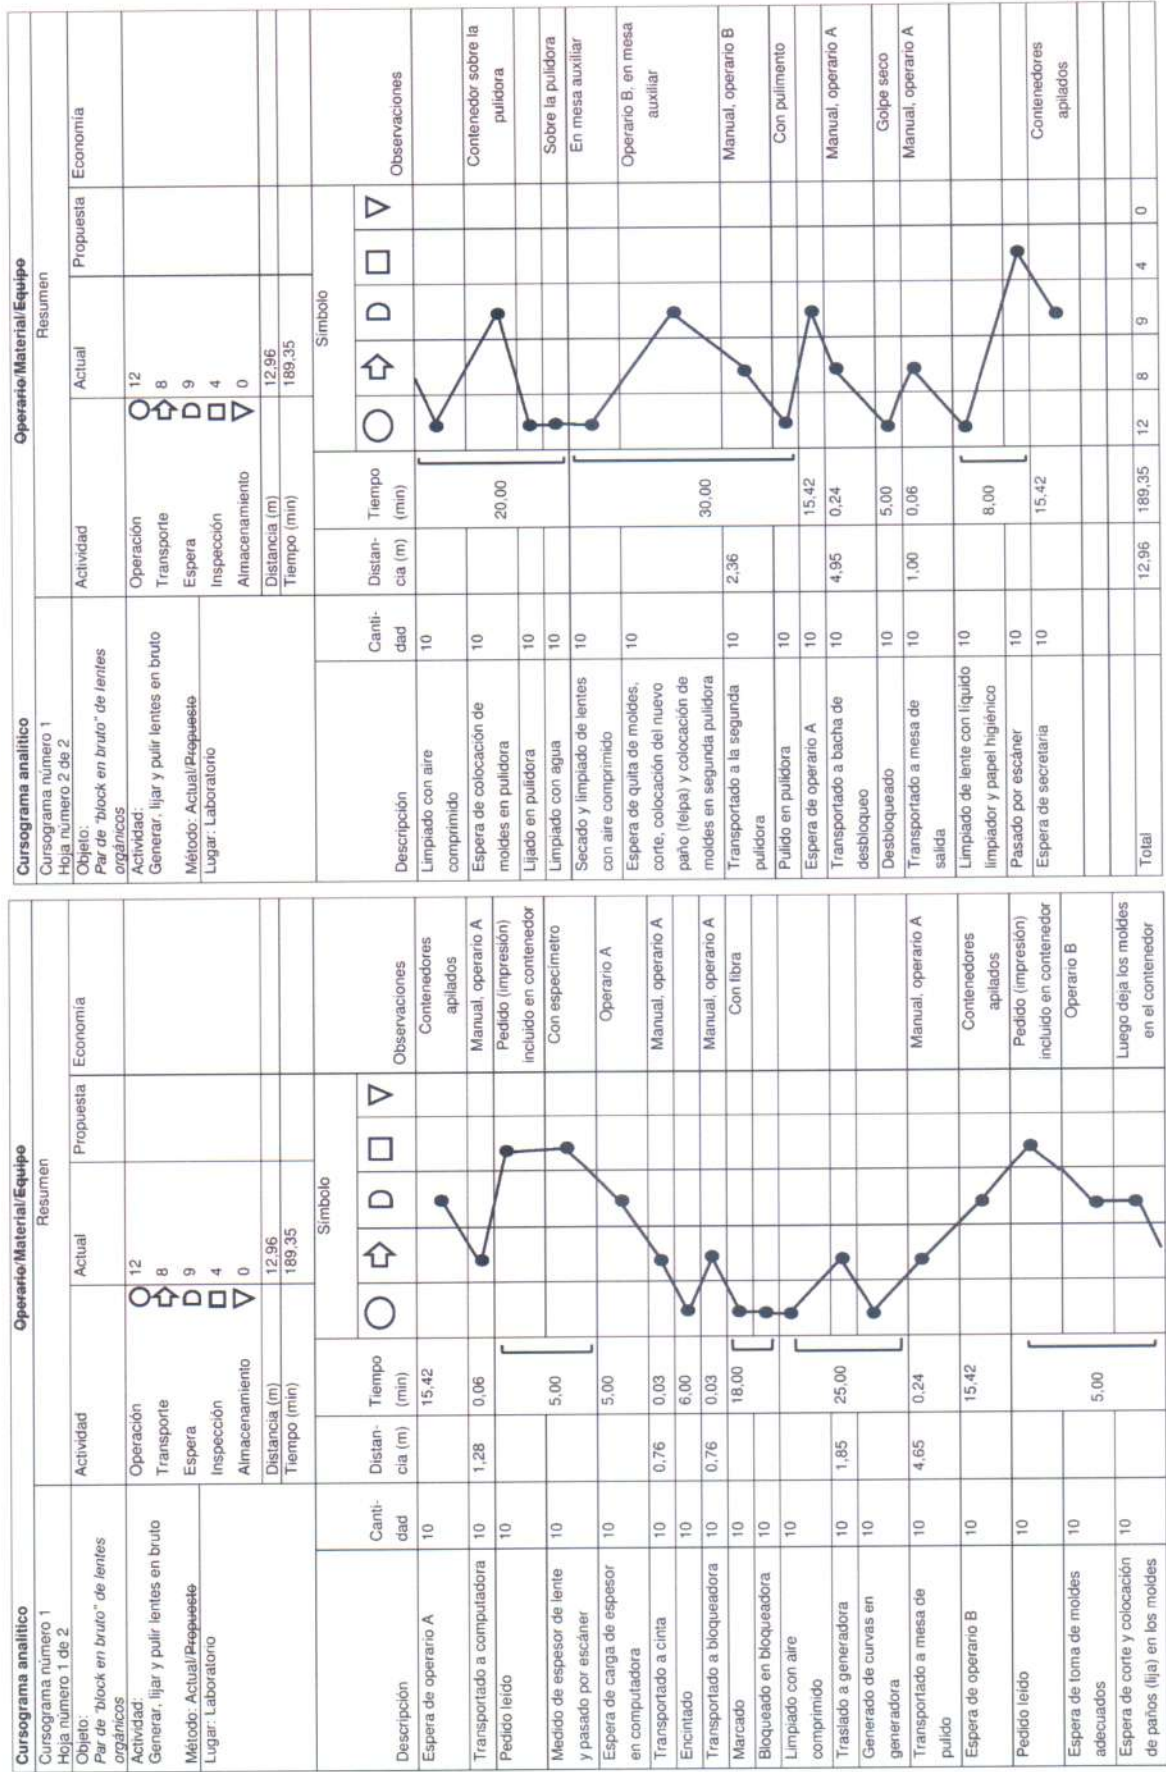 Cursograma analítico Operario/Material/Equipo
Cursograma número 1 Resumen
Hoja número 1 de 2
Objeto: Actividad Actual Propuesta Economía
Par de "block en bruto" de lentes
orgánicos
Actividad: Operación 12
Generar, lijar y pulir lentes en bruto Transporte 8
Espera 9
Método: Actual/Propuesto Inspección 4
Lugar: Laboratorio Almacenamiento 0
Distancia (m) 12,96
Tiempo (min) 189,35
Símbolo
Descripción Canti-dad Distan-cia (m) Tiempo (min) Observaciones
Espera de operario A 10 15,42 Contenedores
apilados
Transportado a computadora 10 1,28 0,06 Manual, operario A
Pedido leído 10 Pedido (impresión)
incluido en contenedor
Medido de espesor de lente 10 5,00 Con especímetro
y pasado por escáner
Espera de carga de espesor 10 5,00 Operario A
en computadora
Transportado a cinta 10 0,76 0,03 Manual, operario A
Encintado 10 6,00
Transportado a bloqueadora 10 0,76 0,03 Manual, operario A
Marcado 10 18,00 Con fibra
Bloqueado en bloqueadora 10
Limpiado con aire 10
comprimido
Traslado a generadora 10 1,85 25,00
Generado de curvas en 10
generadora
Transportado a mesa de 10 4,65 0,24 Manual, operario A
pulido
Espera de operario B 10 15,42 Contenedores
apilados
Pedido leído 10 Pedido (impresión)
incluido en contenedor
Espera de toma de moldes 10 5,00 Operario B
adecuados
Espera de corte y colocación 10 Luego deja los moldes
de paños (lija) en los moldes en el contenedor
Cursograma analítico Operario/Material/Equipo
Cursograma número 1 Resumen
Hoja número 2 de 2
Objeto: Actividad Actual Propuesta Economía
Par de "block en bruto" de lentes
orgánicos
Actividad: Operación 12
Generar, lijar y pulir lentes en bruto Transporte 8
Espera 9
Método: Actual/Propuesto Inspección 4
Lugar: Laboratorio Almacenamiento 0
Distancia (m) 12,96
Tiempo (min) 189,35
Símbolo
Descripción Canti-dad Distan-cia (m) Tiempo (min) Observaciones
Limpiado con aire 10
comprimido
Espera de colocación de 10 20,00 Contenedor sobre la
moldes en pulidora pulidora
Lijado en pulidora 10
Limpiado con agua 10 Sobre la pulidora
Secado y limpiado de lentes 10 En mesa auxiliar
con aire comprimido
Espera de quita de moldes, 10 30,00 Operario B, en mesa
corte, colocación del nuevo auxiliar
paño (felpa) y colocación de
moldes en segunda pulidora
Transportado a la segunda 10 2,36 Manual, operario B
pulidora
Pulido en pulidora 10 Con pulimento
Espera de operario A 10 15,42
Transportado a bacha de 10 4,95 0,24 Manual, operario A
desbloqueo
Desbloqueado 10 5,00 Golpe seco
Transportado a mesa de 10 1,00 0,06 Manual, operario A
salida
Limpiado de lente con líquido 10 8,00
limpiador y papel higiénico
Pasado por escáner 10
Espera de secretaria 10 15,42 Contenedores
apilados
Total 12,96 189,35 12 8 9 4 0